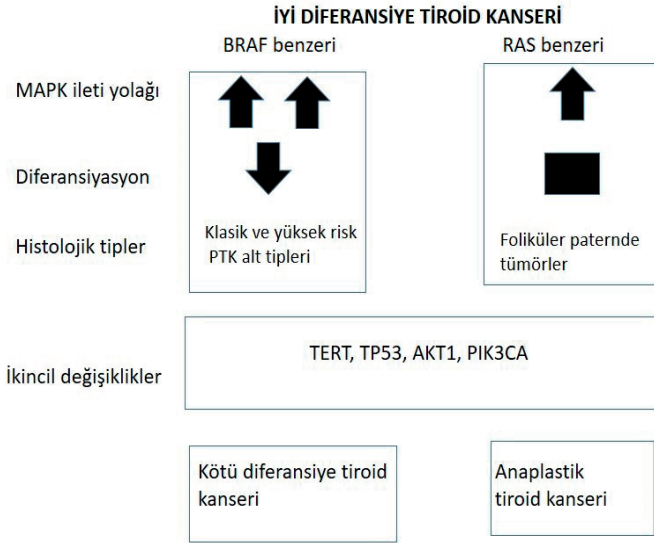 İYİ DİFERANSİYE TİROİD KANSERİ
BRAF benzeri
RAS benzeri
MAPK ileti yolağı
Diferansiyasyon
Histolojik tipler
Klasik ve yüksek risk
PTK alt tipleri
Foliküler paternde
tümörler
İkincil değişiklikler
TERT, TP53, AKT1, PIK3CA
Kötü diferansiye tiroid
kanseri
Anaplastik
tiroid kanseri